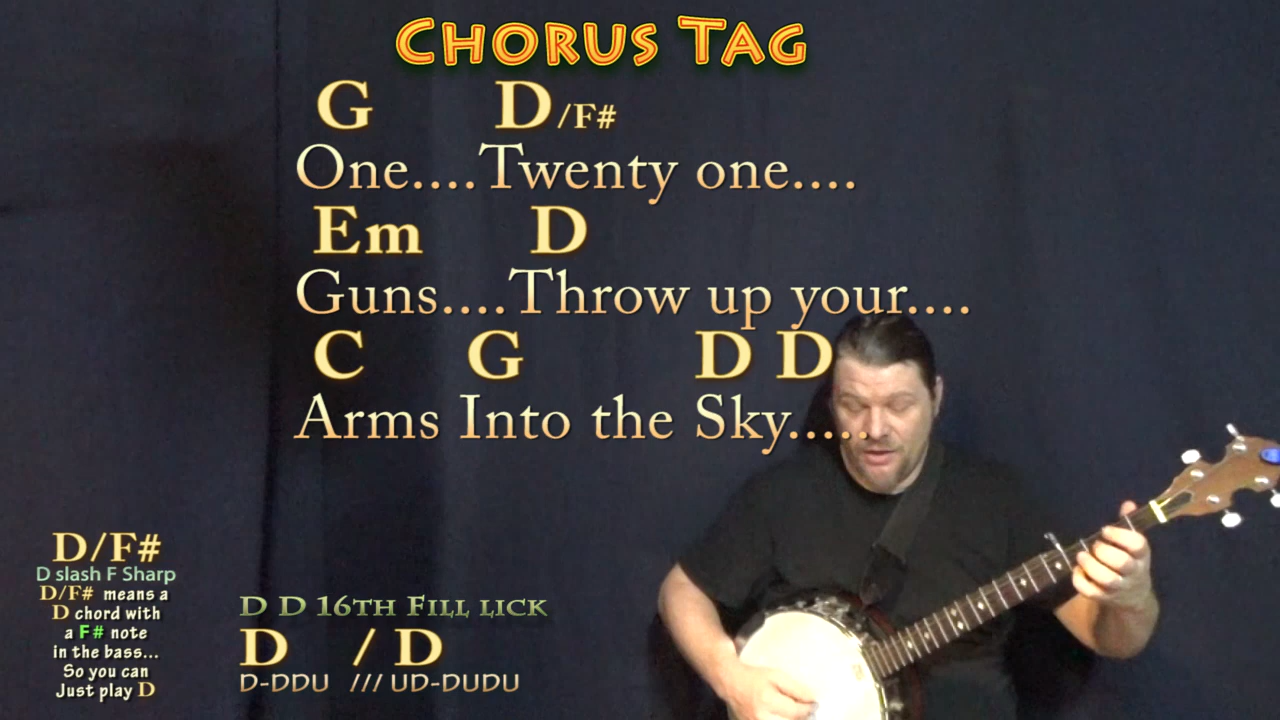 CHORUS TAG
G D/F#
One....Twenty one....
Em D
Guns....Throw up your....
C G D D
Arms Into the Sky.....
D/F#
D slash F Sharp
D/F# means a
D chord with
a F# note
in the bass...
So you can
Just play D
D D 16TH FILL LICK
D / D
D-DDU /// UD-DUDU